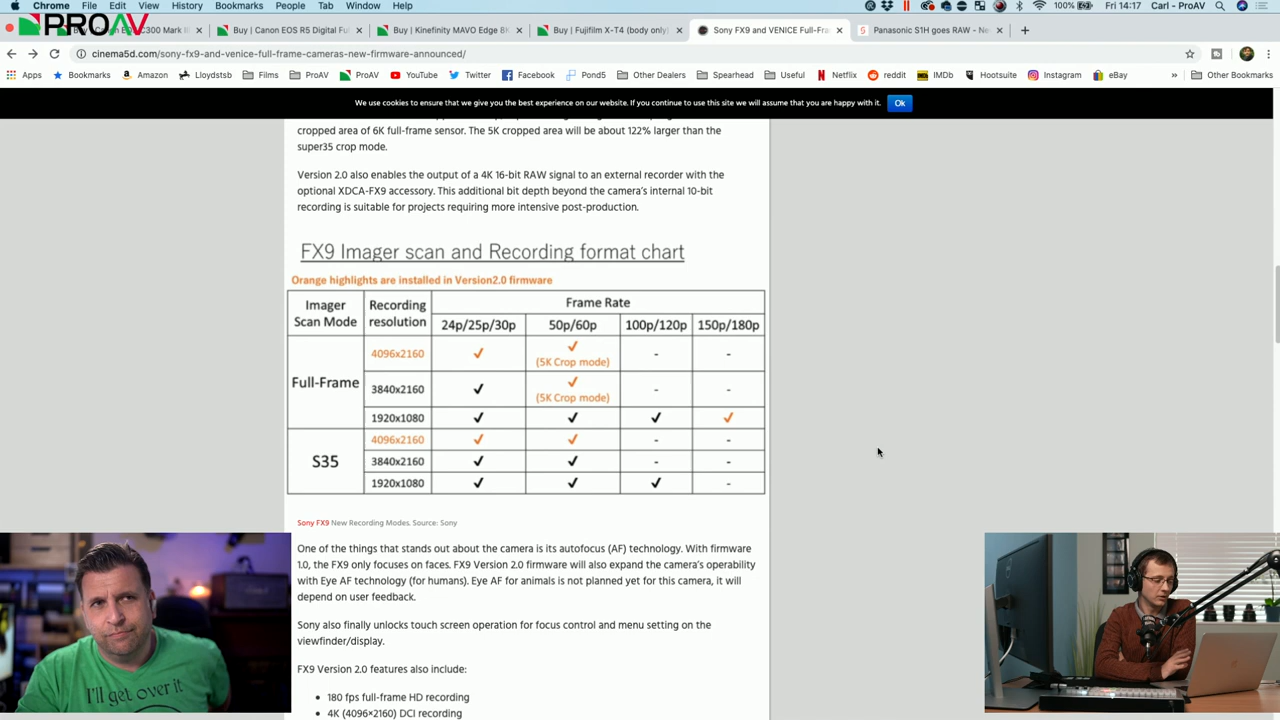 Chrome File Edit View History Bookmarks People Tab Window Help 100% Fri 14:17 Carl - ProAV
PROAV
C300 Mark II
Buy | Canon EOS R5 Digital Ful
Buy | Kinefinity MAVO Edge 8K
Buy | Fujifilm X-T4 (body only)
Sony FX9 and VENICE Full-Fra
Panasonic S1H goes RAW - Ne
cinema5d.com/sony-fx9-and-venice-full-frame-cameras-new-firmware-announced/
Apps Bookmarks Amazon Lloydstsb Films ProAV ProAV YouTube Twitter Facebook Pond5 Other Dealers Spearhead Useful Netflix reddit IMDb Hootsuite Instagram eBay » Other Bookmarks
We use cookies to ensure that we give you the best experience on our website. If you continue to use this site we will assume that you are happy with it. Ok
cropped area of 6K full-frame sensor. The 5K cropped area will be about 122% larger than the
super35 crop mode.
Version 2.0 also enables the output of a 4K 16-bit RAW signal to an external recorder with the
optional XDCA-FX9 accessory. This additional bit depth beyond the camera's internal 10-bit
recording is suitable for projects requiring more intensive post-production.
FX9 Imager scan and Recording format chart
Orange highlights are installed in Version2.0 firmware
Imager Scan Mode Recording resolution Frame Rate
24p/25p/30p 50p/60p 100p/120p 150p/180p
Full-Frame
4096x2160 ✓ ✓ (5K Crop mode) - -
3840x2160 ✓ ✓ (5K Crop mode) - -
1920x1080 ✓ ✓ ✓ ✓
S35
4096x2160 ✓ ✓ - -
3840x2160 ✓ ✓ - -
1920x1080 ✓ ✓ ✓ -
Sony FX9 New Recording Modes. Source: Sony
One of the things that stands out about the camera is its autofocus (AF) technology. With firmware
1.0, the FX9 only focuses on faces. FX9 Version 2.0 firmware will also expand the camera's operability
with Eye AF technology (for humans). Eye AF for animals is not planned yet for this camera, it will
depend on user feedback.
Sony also finally unlocks touch screen operation for focus control and menu setting on the
viewfinder/display.
FX9 Version 2.0 features also include:
• 180 fps full-frame HD recording
• 4K (4096×2160) DCI recording
I'll get over it